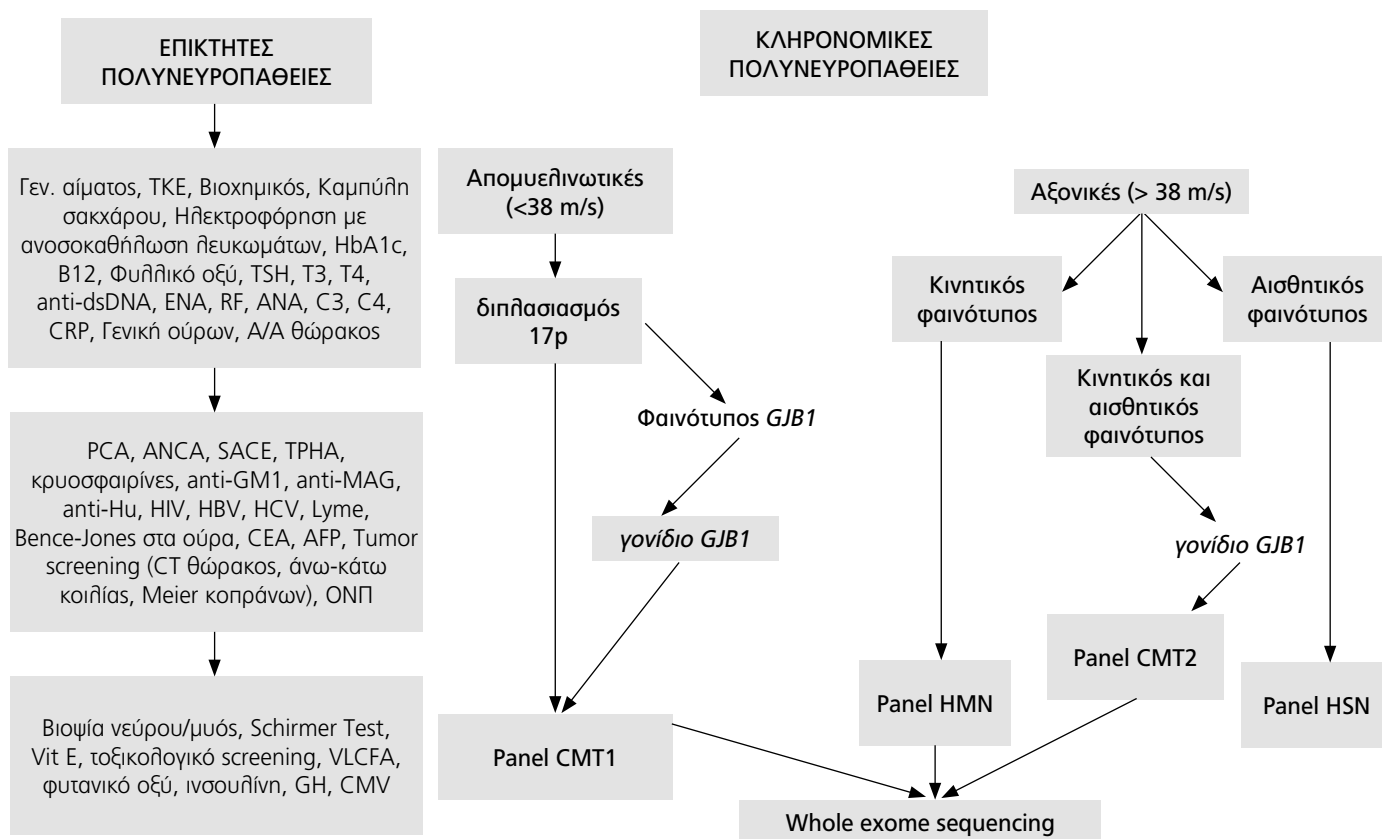 ΕΠΙΚΤΗΤΕΣ
ΠΟΛΥΝΕΥΡΟΠΑΘΕΙΕΣ
Γεν. αίματος, ΤΚΕ, Βιοχημικός, Καμπύλη
σακχάρου, Ηλεκτροφόρηση με
ανοσοκαθήλωση λευκωμάτων, HbA1c,
B12, Φυλλικό οξύ, TSH, T3, T4,
anti-dsDNA, ENA, RF, ANA, C3, C4,
CRP, Γενική ούρων, Α/Α θώρακος
PCA, ANCA, SACE, TPHA,
κρυοσφαιρίνες, anti-GM1, anti-MAG,
anti-Hu, HIV, HBV, HCV, Lyme,
Bence-Jones στα ούρα, CEA, AFP, Tumor
screening (CT θώρακος, άνω-κάτω
κοιλίας, Meier κοπράνων), ΟΝΠ
Βιοψία νεύρου/μυός, Schirmer Test,
Vit E, τοξικολογικό screening, VLCFA,
φυτανικό οξύ, ινσουλίνη, GH, CMV
ΚΛΗΡΟΝΟΜΙΚΕΣ
ΠΟΛΥΝΕΥΡΟΠΑΘΕΙΕΣ
Απομυελινωτικές
(<38 m/s)
διπλασιασμός
17p
Φαινότυπος GJB1
γονίδιο GJB1
Panel CMT1
Αξονικές (> 38 m/s)
Κινητικός
φαινότυπος
Κινητικός και
αισθητικός
φαινότυπος
Αισθητικός
φαινότυπος
γονίδιο GJB1
Panel HMN
Panel CMT2
Panel HSN
Whole exome sequencing